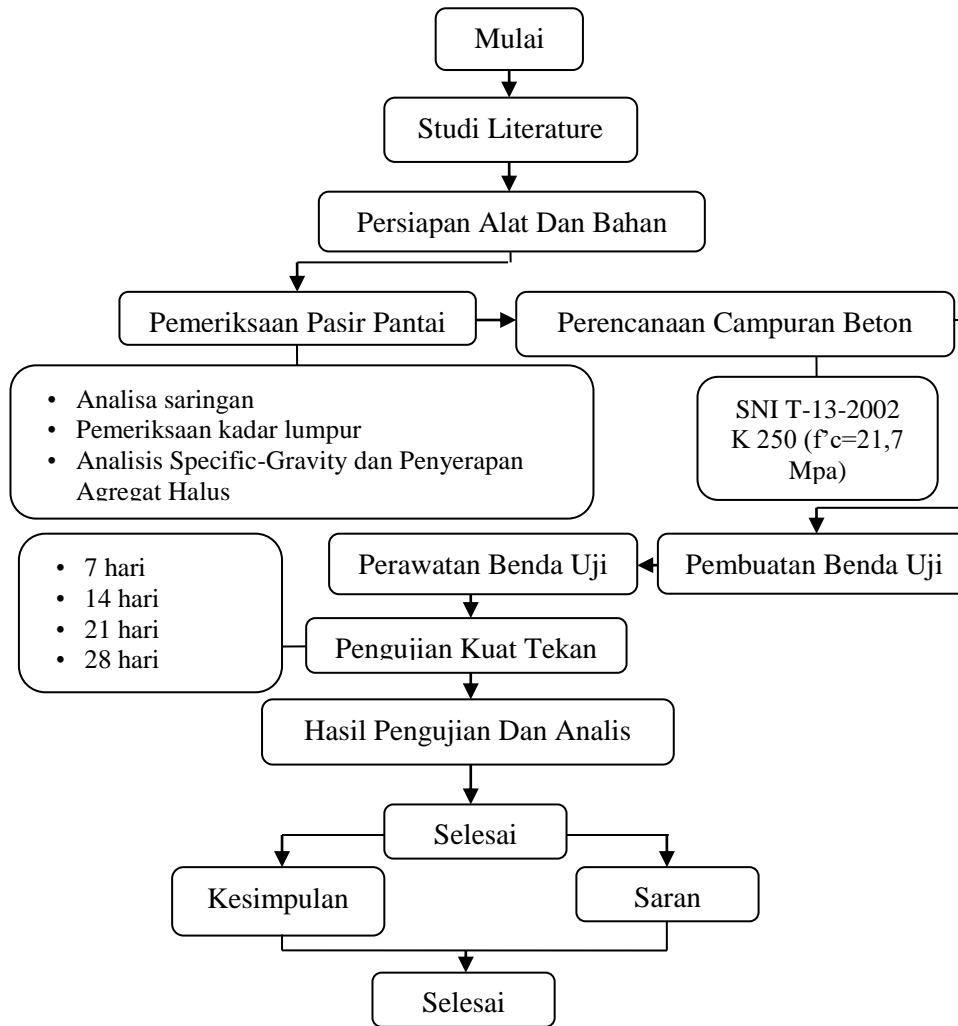 Mulai
Studi Literature
Persiapan Alat Dan Bahan
Pemeriksaan Pasir Pantai
Perencanaan Campuran Beton
• Analisa saringan
• Pemeriksaan kadar lumpur
• Analisis Specific-Gravity dan Penyerapan
Agregat Halus
SNI T-13-2002
K 250 (f'c=21,7
Mpa)
Pembuatan Benda Uji
Perawatan Benda Uji
• 7 hari
• 14 hari
• 21 hari
• 28 hari
Pengujian Kuat Tekan
Hasil Pengujian Dan Analis
Selesai
Kesimpulan
Saran
Selesai